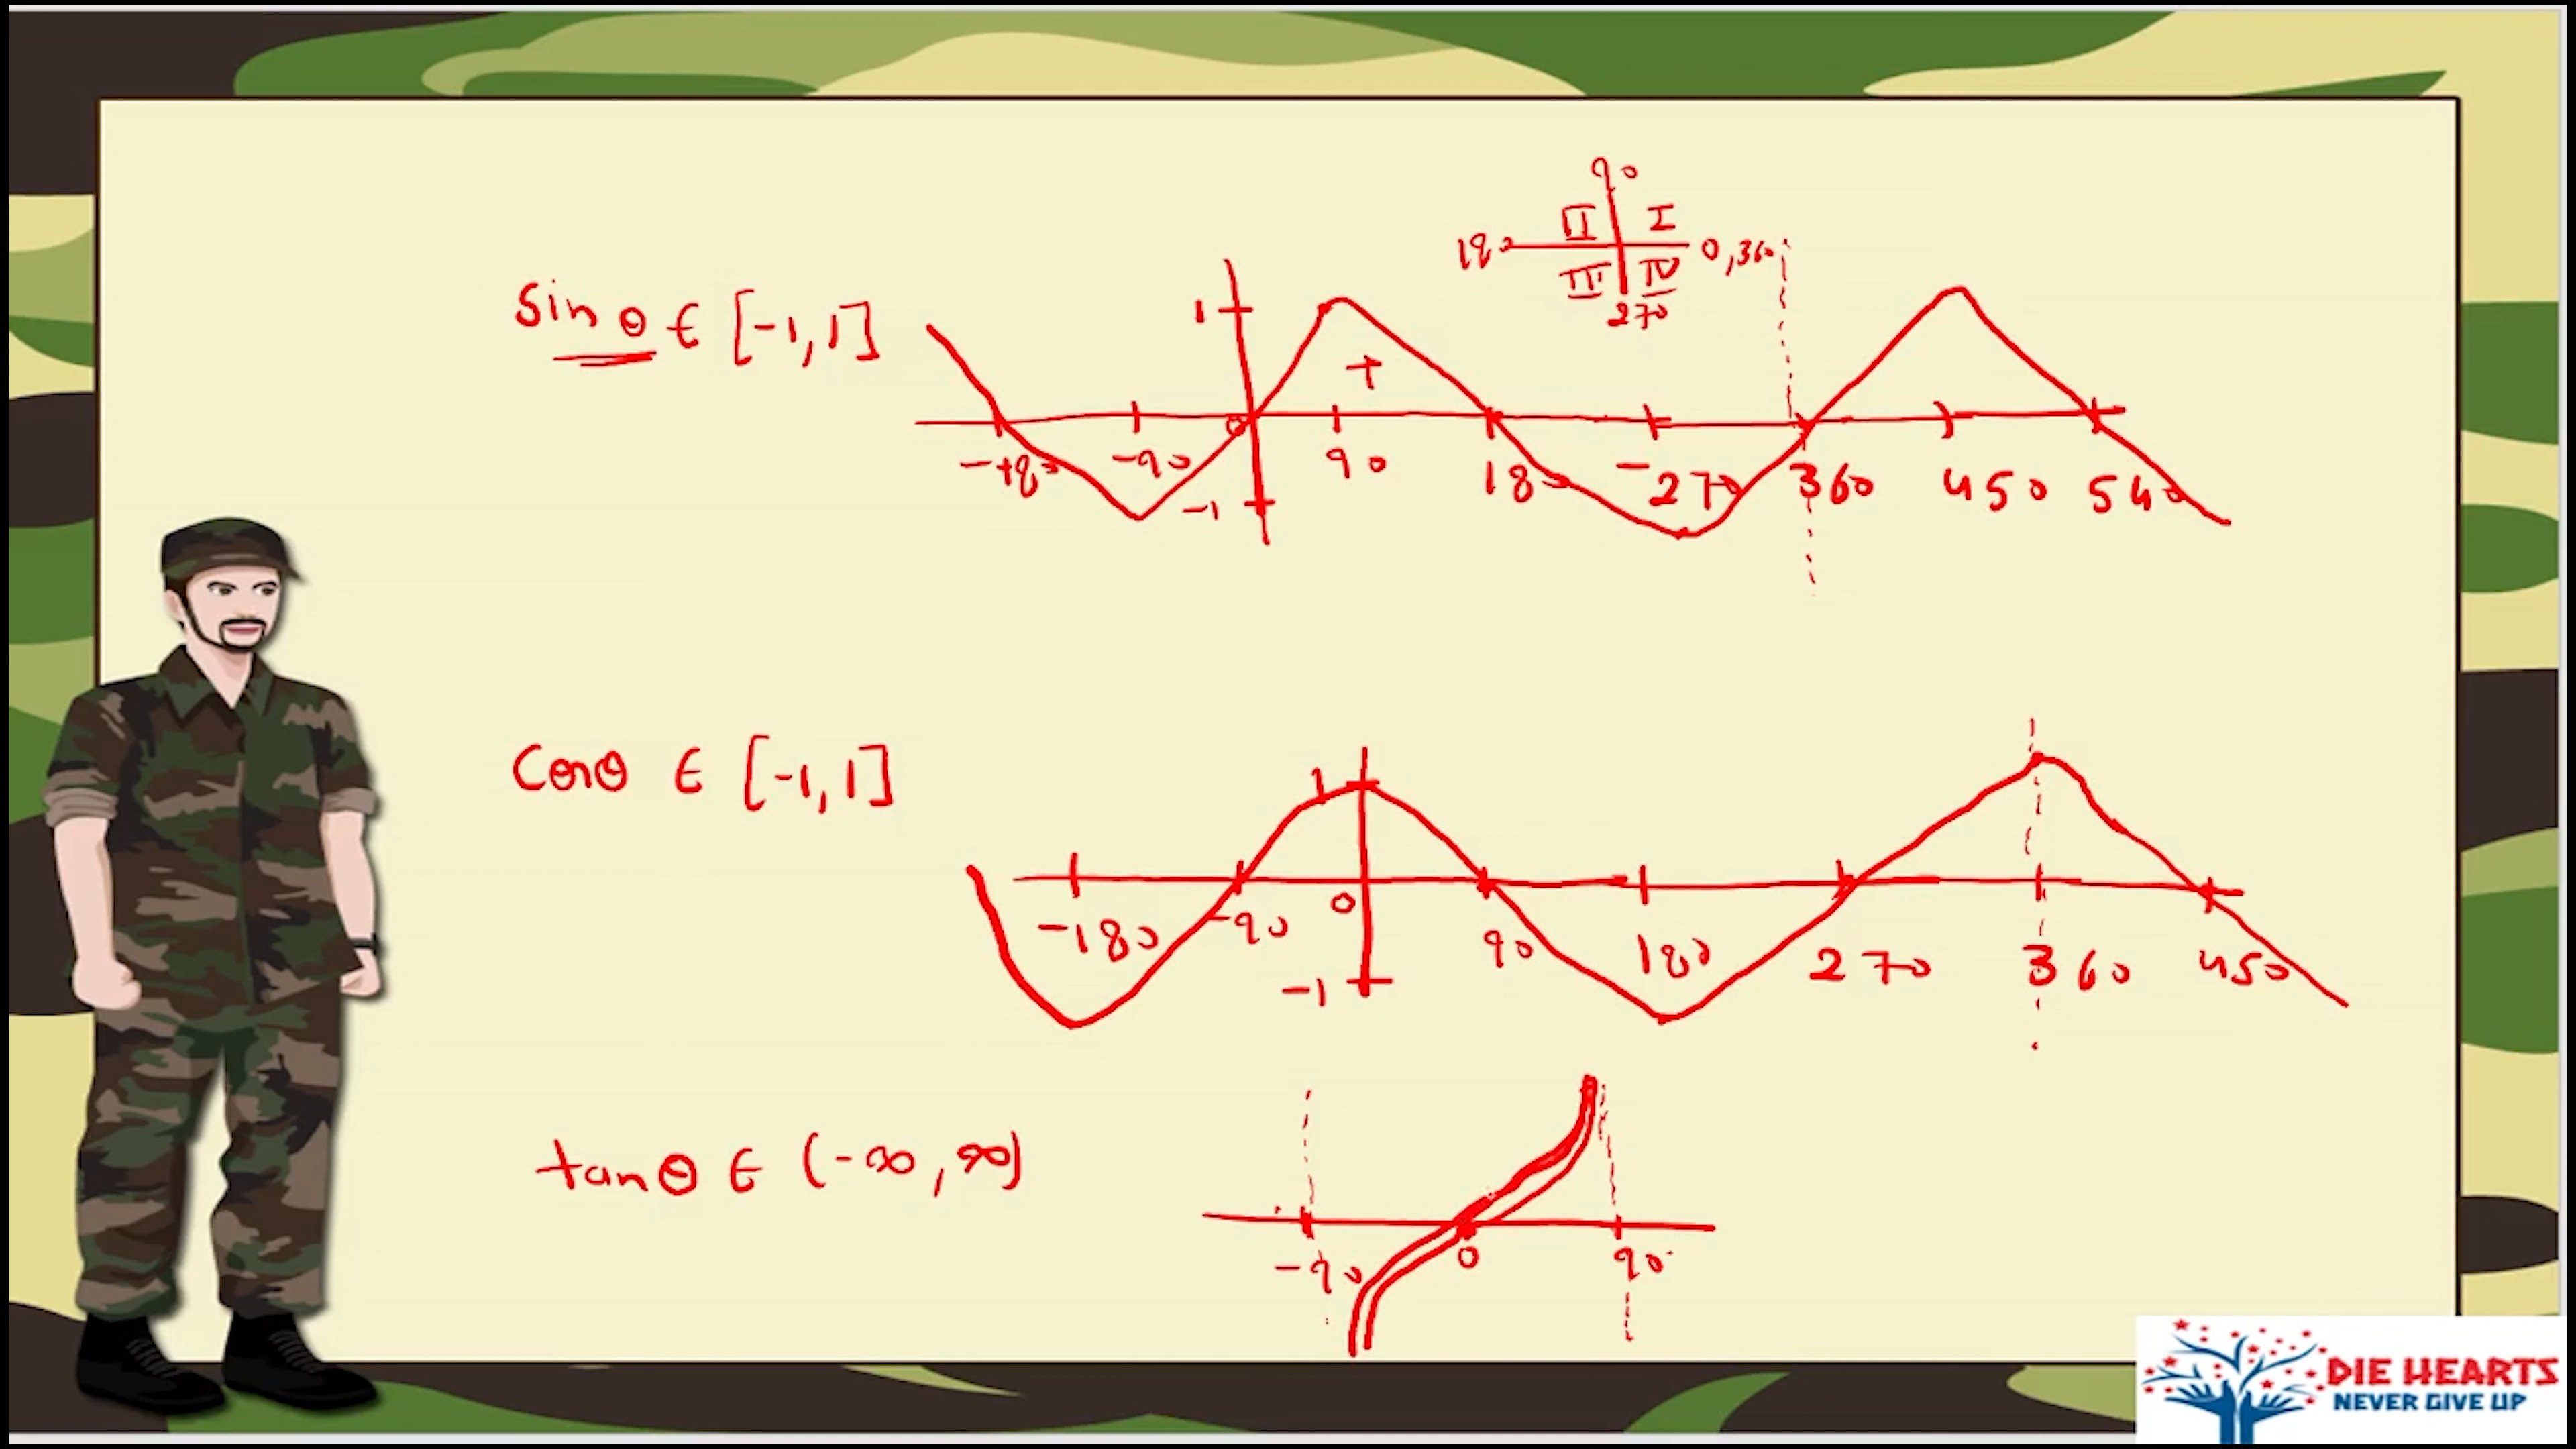 90
II I
180 0,360
III IV
270
sin θ ∈ [-1, 1]
1
+
0
-180 -90 90 180 - 270 360 450 540
-1
Cosθ ∈ [-1, 1]
1
0
-180 -90 90 180 270 360 450
-1
tanθ ∈ (-∞, ∞)
-90 0 90
DIE HEARTS
NEVER GIVE UP